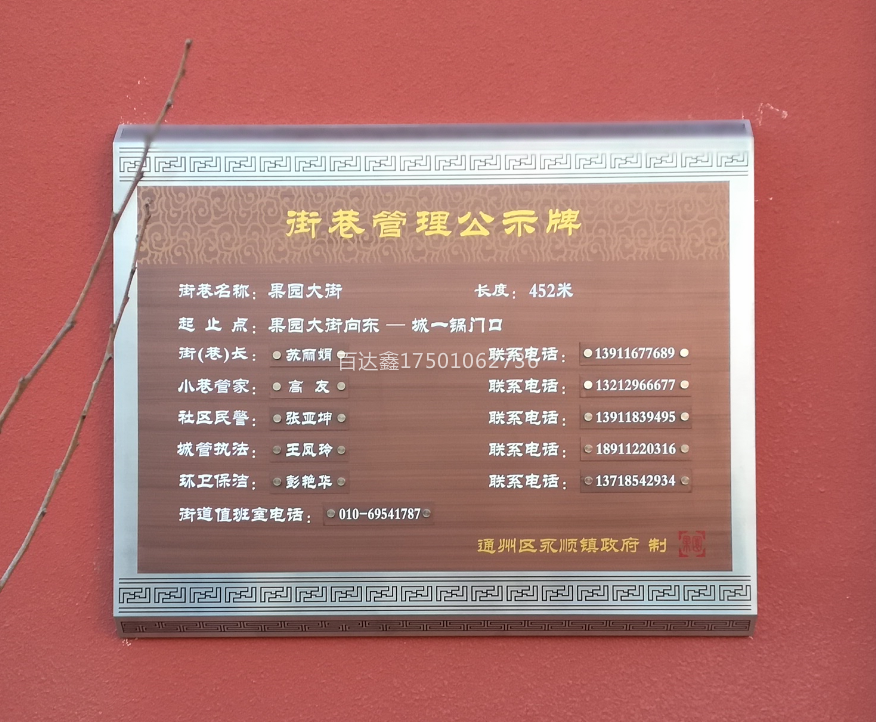 街巷管理公示牌
街巷名称：果园大街 长度：452米
起止点：果园大街向东 — 城一锅门口
街(巷)长：苏丽娟 联系电话：13911677689
百达鑫17501062736
小巷管家：高 友 联系电话：13212966677
社区民警：张亚坤 联系电话：13911839495
城管执法：王凤玲 联系电话：18911220316
环卫保洁：彭艳华 联系电话：13718542934
街道值班室电话：010-69541787
通州区永顺镇政府 制